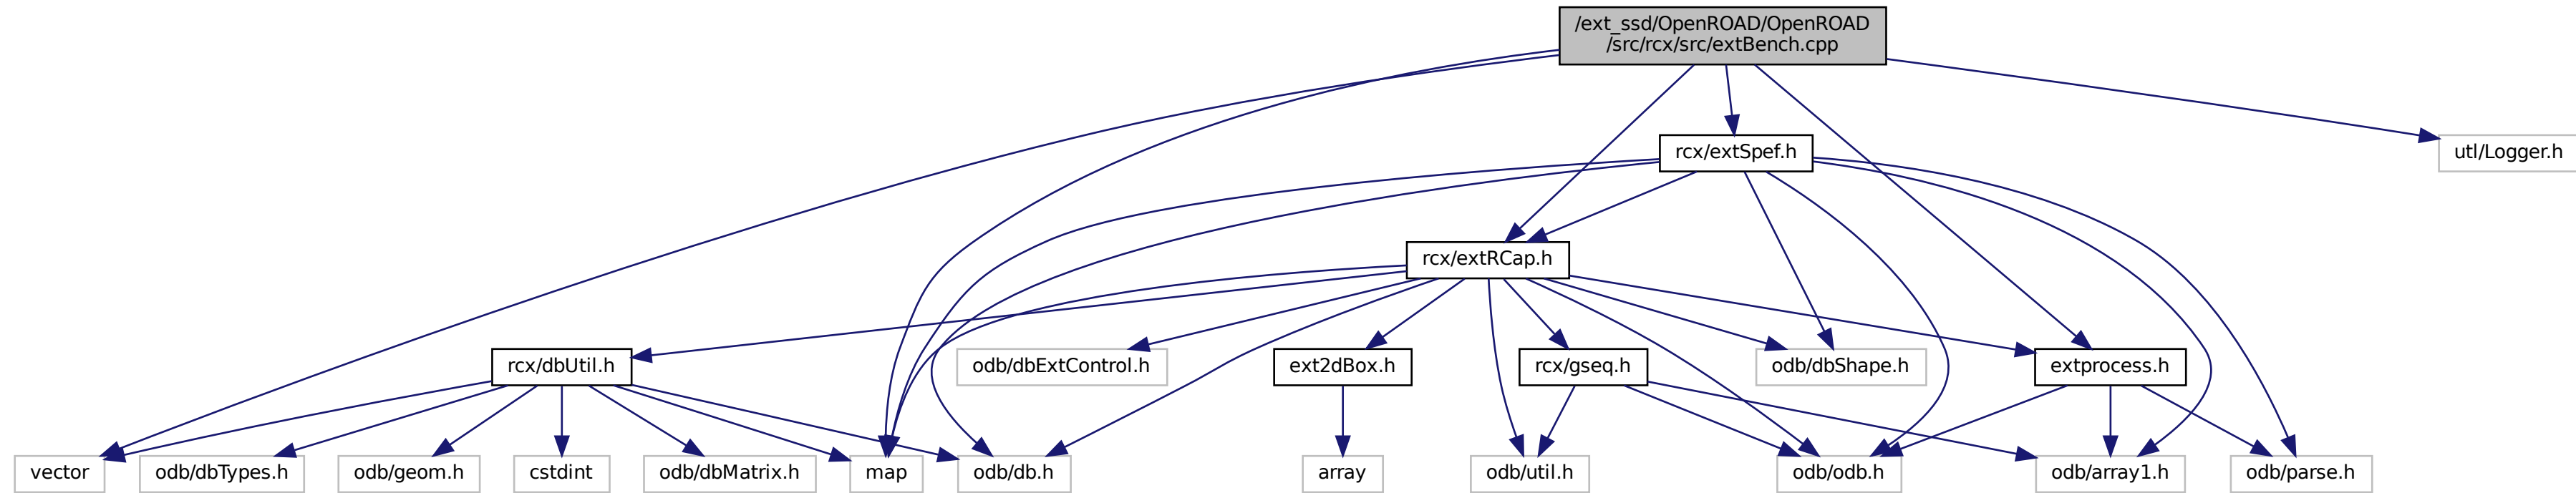 /ext_ssd/OpenROAD/OpenROAD
/src/rcx/src/extBench.cpp
rcx/extSpef.h
utl/Logger.h
rcx/extRCap.h
rcx/dbUtil.h
odb/dbExtControl.h
ext2dBox.h
rcx/gseq.h
odb/dbShape.h
extprocess.h
vector
odb/dbTypes.h
odb/geom.h
cstdint
odb/dbMatrix.h
map
odb/db.h
array
odb/util.h
odb/odb.h
odb/array1.h
odb/parse.h